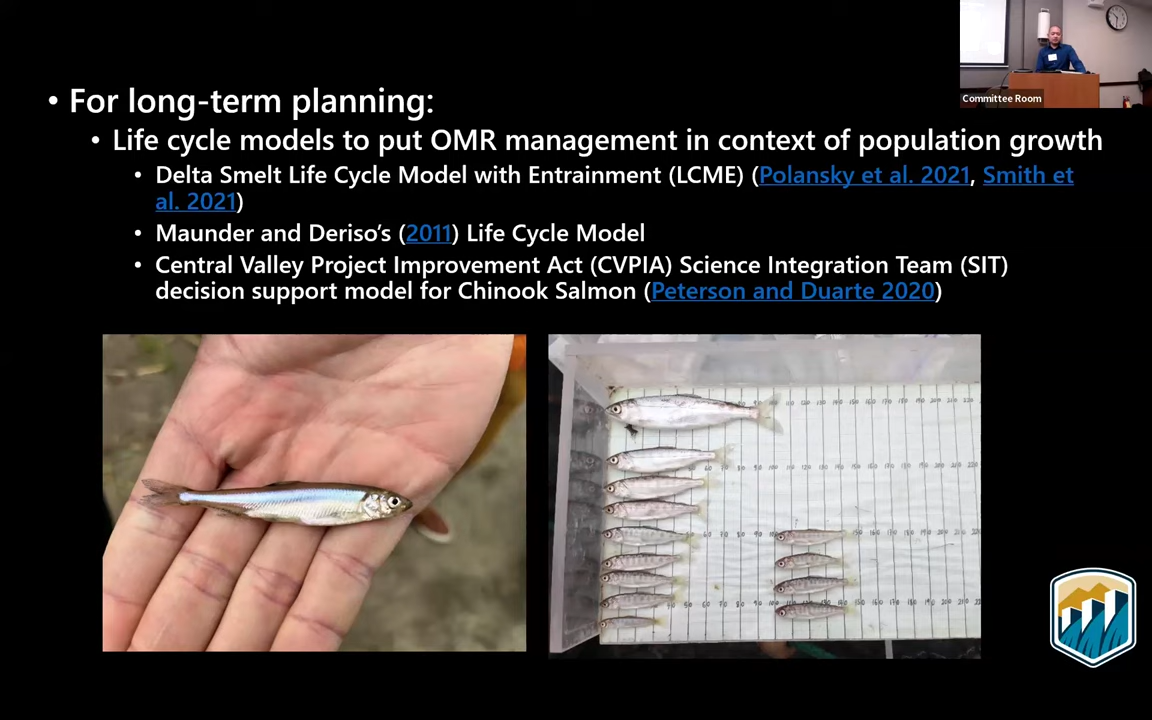 • For long-term planning:
• Life cycle models to put OMR management in context of population growth
• Delta Smelt Life Cycle Model with Entrainment (LCME) (Polansky et al. 2021, Smith et
al. 2021)
• Maunder and Deriso's (2011) Life Cycle Model
• Central Valley Project Improvement Act (CVPIA) Science Integration Team (SIT)
decision support model for Chinook Salmon (Peterson and Duarte 2020)
Committee Room